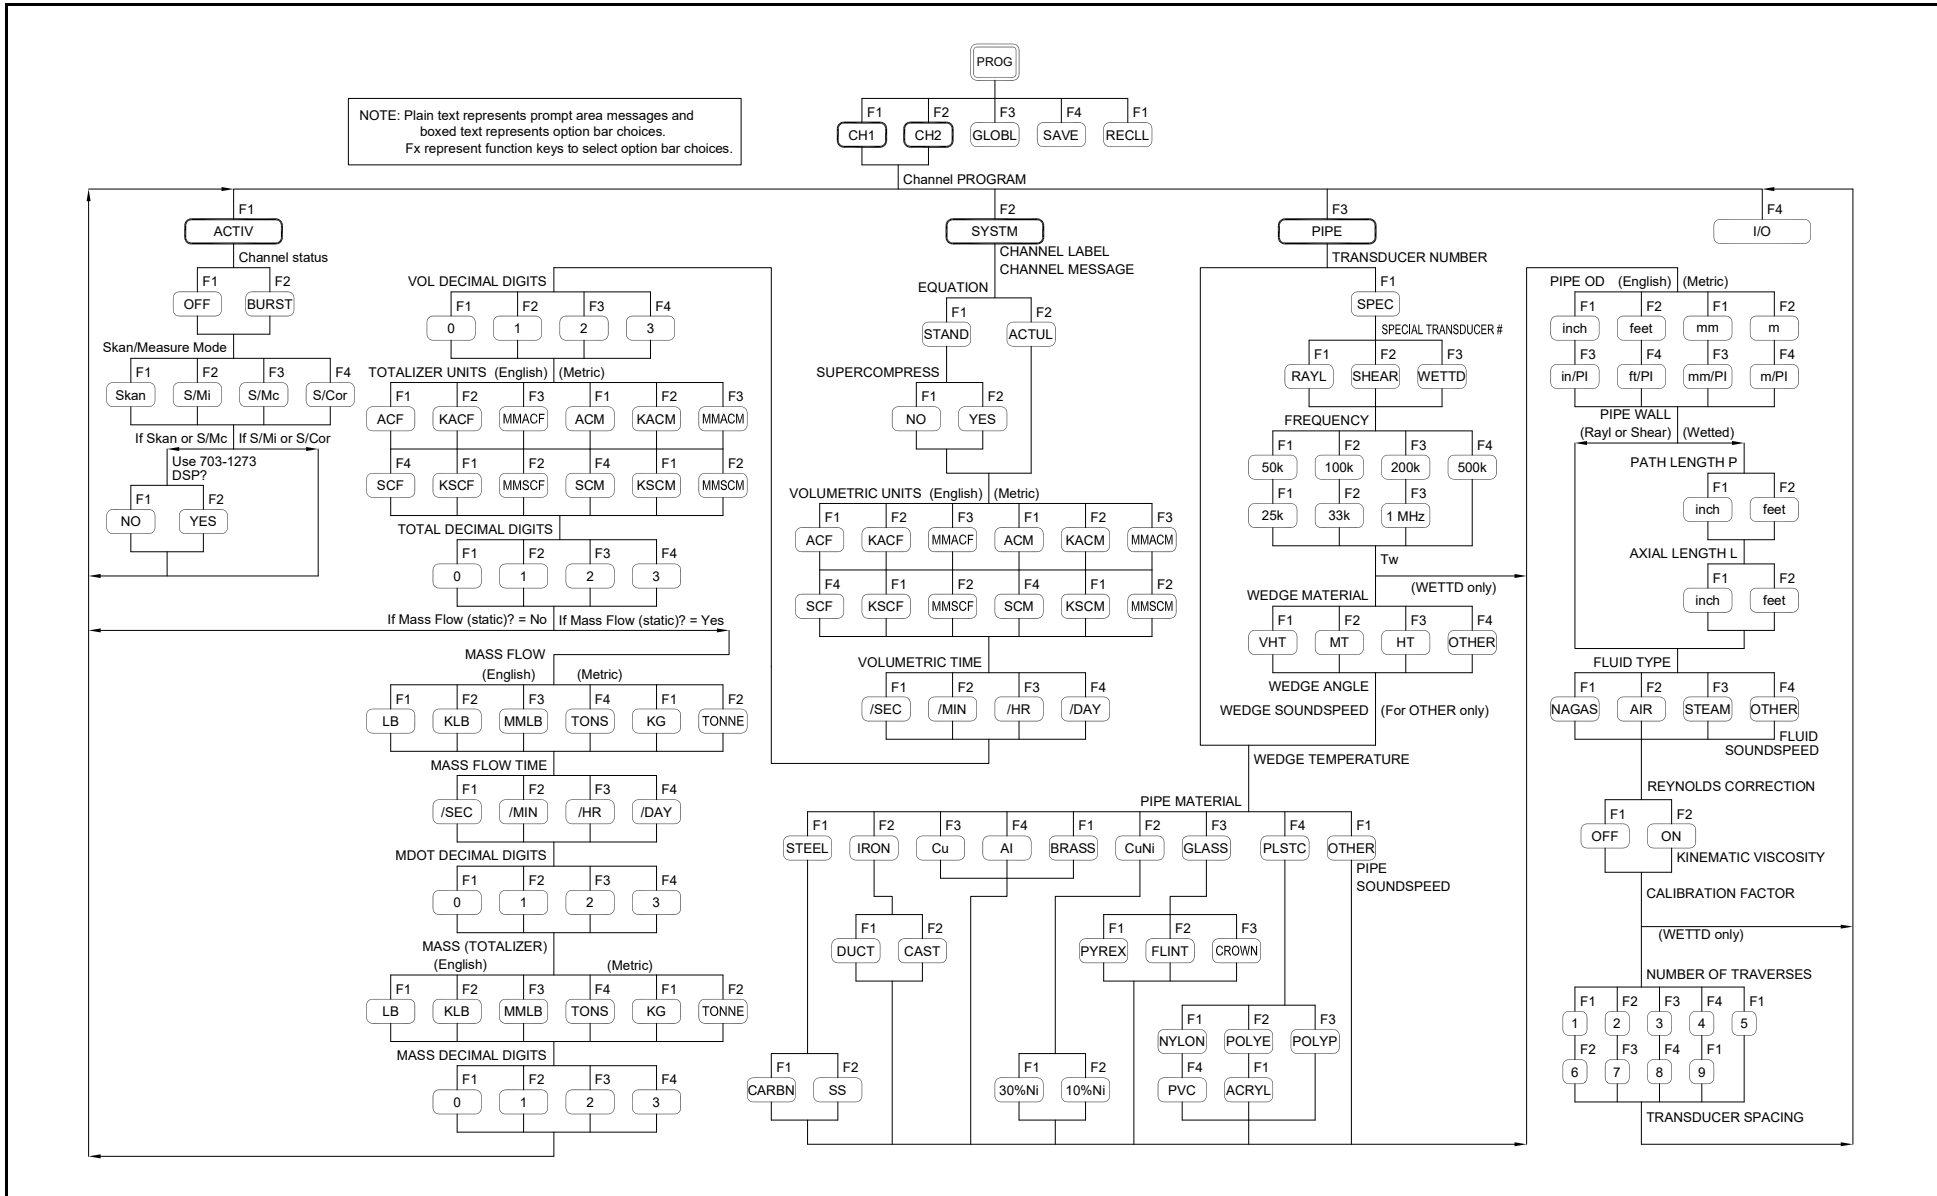 PROG
NOTE: Plain text represents prompt area messages and
boxed text represents option bar choices.
Fx represent function keys to select option bar choices.
F1 F2 F3 F4 F1
CH1 CH2 GLOBL SAVE RECLL
Channel PROGRAM
F1
ACTIV
Channel status
F1 F2
OFF BURST
Skan/Measure Mode
F1 F2 F3 F4
Skan S/Mi S/Mc S/Cor
If Skan or S/Mc If S/Mi or S/Cor
Use 703-1273
DSP?
F1 F2
NO YES
F2
SYSTM
CHANNEL LABEL
CHANNEL MESSAGE
EQUATION
F1 F2
STAND ACTUL
SUPERCOMPRESS
F1 F2
NO YES
VOLUMETRIC UNITS (English) (Metric)
F1 F2 F3 F1 F2 F3
ACF KACF MMACF ACM KACM MMACM
F4 F1 F2 F4 F1 F2
SCF KSCF MMSCF SCM KSCM MMSCM
VOLUMETRIC TIME
F1 F2 F3 F4
/SEC /MIN /HR /DAY
VOL DECIMAL DIGITS
F1 F2 F3 F4
0 1 2 3
TOTALIZER UNITS (English) (Metric)
F1 F2 F3 F1 F2 F3
ACF KACF MMACF ACM KACM MMACM
F4 F1 F2 F4 F1 F2
SCF KSCF MMSCF SCM KSCM MMSCM
TOTAL DECIMAL DIGITS
F1 F2 F3 F4
0 1 2 3
If Mass Flow (static)? = No If Mass Flow (static)? = Yes
MASS FLOW
(English) (Metric)
F1 F2 F3 F4 F1 F2
LB KLB MMLB TONS KG TONNE
MASS FLOW TIME
F1 F2 F3 F4
/SEC /MIN /HR /DAY
MDOT DECIMAL DIGITS
F1 F2 F3 F4
0 1 2 3
MASS (TOTALIZER)
(English) (Metric)
F1 F2 F3 F4 F1 F2
LB KLB MMLB TONS KG TONNE
MASS DECIMAL DIGITS
F1 F2 F3 F4
0 1 2 3
F3
PIPE
TRANSDUCER NUMBER
F1
SPEC
SPECIAL TRANSDUCER #
F1 F2 F3
RAYL SHEAR WETTD
FREQUENCY
F1 F2 F3 F4
50k 100k 200k 500k
F1 F2 F3
25k 33k 1 MHz
Tw
(WETTD only)
WEDGE MATERIAL
F1 F2 F3 F4
VHT MT HT OTHER
WEDGE ANGLE
WEDGE SOUNDSPEED (For OTHER only)
WEDGE TEMPERATURE
PIPE MATERIAL
F1 F2 F3 F4 F1 F2 F3 F4 F1
STEEL IRON Cu Al BRASS CuNi GLASS PLSTC OTHER
PIPE
SOUNDSPEED
F1 F2 F1 F2 F3
DUCT CAST PYREX FLINT CROWN
F1 F2 F3
NYLON POLYE POLYP
F1 F2 F1 F2 F4 F1
CARBN SS 30%Ni 10%Ni PVC ACRYL
F4
I/O
PIPE OD (English) (Metric)
F1 F2 F1 F2
inch feet mm m
F3 F4 F3 F4
in/PI ft/PI mm/PI m/PI
PIPE WALL
(Rayl or Shear) (Wetted)
PATH LENGTH P
F1 F2
inch feet
AXIAL LENGTH L
F1 F2
inch feet
FLUID TYPE
F1 F2 F3 F4
NAGAS AIR STEAM OTHER
FLUID
SOUNDSPEED
REYNOLDS CORRECTION
F1 F2
OFF ON
KINEMATIC VISCOSITY
CALIBRATION FACTOR
(WETTD only)
NUMBER OF TRAVERSES
F1 F2 F3 F4 F1
1 2 3 4 5
F2 F3 F4 F1
6 7 8 9
TRANSDUCER SPACING